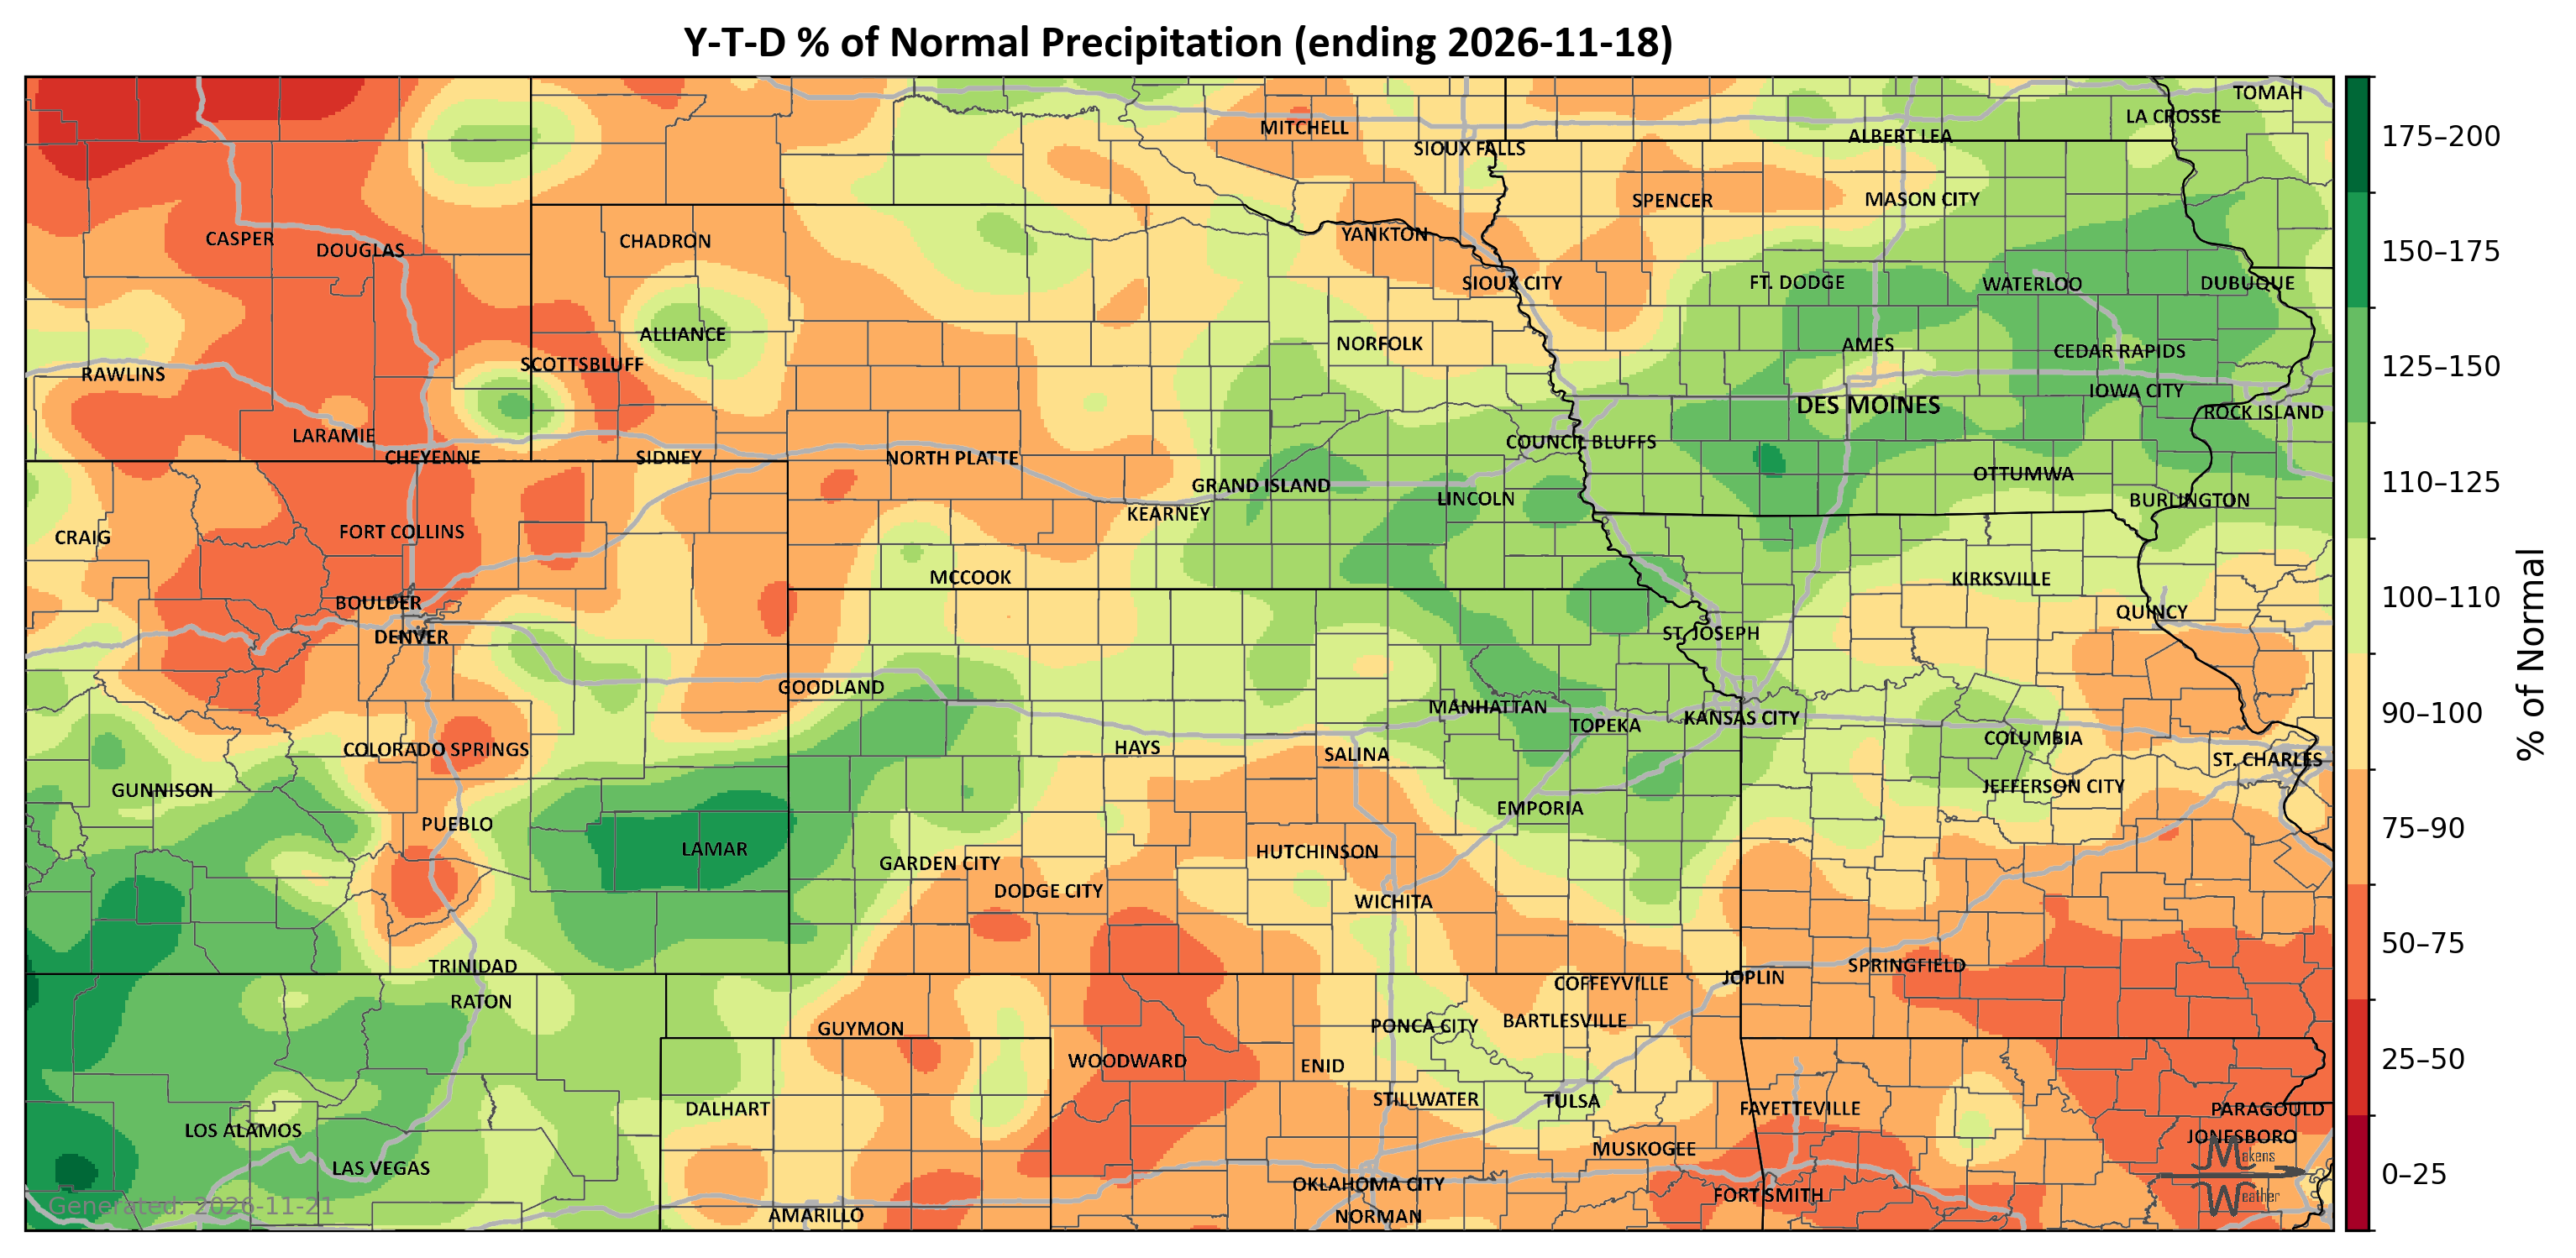 Y-T-D % of Normal Precipitation (ending 2026-11-18)
TOMAH
LA CROSSE
MITCHELL
ALBERT LEA
SIOUX FALLS
SPENCER
MASON CITY
YANKTON
CASPER
DOUGLAS
CHADRON
SIOUX CITY
FT. DODGE
WATERLOO
DUBUQUE
ALLIANCE
NORFOLK
AMES
CEDAR RAPIDS
SCOTTSBLUFF
RAWLINS
IOWA CITY
DES MOINES
ROCK ISLAND
LARAMIE
COUNCIL BLUFFS
CHEYENNE
SIDNEY
NORTH PLATTE
OTTUMWA
GRAND ISLAND
LINCOLN
BURLINGTON
KEARNEY
CRAIG
FORT COLLINS
MCCOOK
KIRKSVILLE
BOULDER
QUINCY
DENVER
ST. JOSEPH
GOODLAND
MANHATTAN
TOPEKA
KANSAS CITY
COLUMBIA
COLORADO SPRINGS
HAYS
SALINA
ST. CHARLES
GUNNISON
JEFFERSON CITY
EMPORIA
PUEBLO
LAMAR
HUTCHINSON
GARDEN CITY
DODGE CITY
WICHITA
TRINIDAD
SPRINGFIELD
JOPLIN
COFFEYVILLE
RATON
GUYMON
PONCA CITY
BARTLESVILLE
WOODWARD
ENID
STILLWATER
TULSA
DALHART
FAYETTEVILLE
PARAGOULD
LOS ALAMOS
JONESBORO
MUSKOGEE
LAS VEGAS
OKLAHOMA CITY
FORT SMITH
AMARILLO
NORMAN
Generated: 2026-11-21
Makens
Weather
175–200
150–175
125–150
110–125
100–110
90–100
75–90
50–75
25–50
0–25
% of Normal